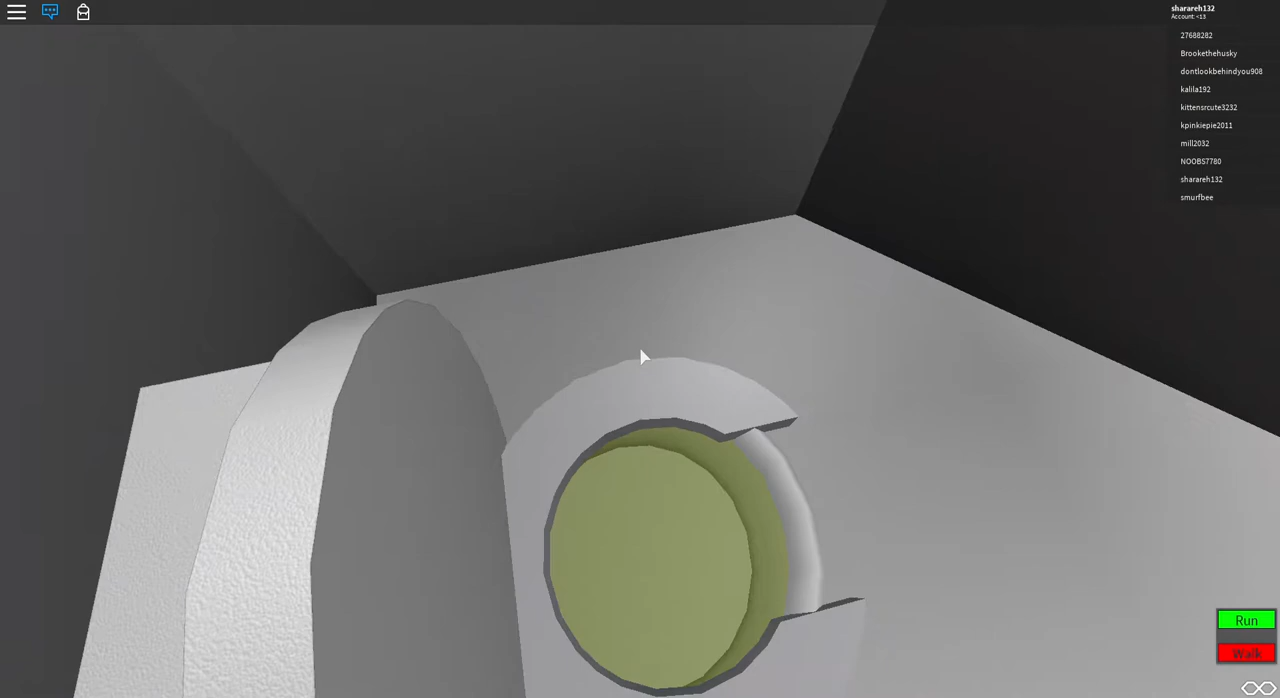 sharareh132
Account: <13
27688282
Brookethehusky
dontlookbehindyou908
kalila192
kittensrcute3232
kpinkiepie2011
mill2032
NOOBS7780
sharareh132
smurfbee
Run
Walk